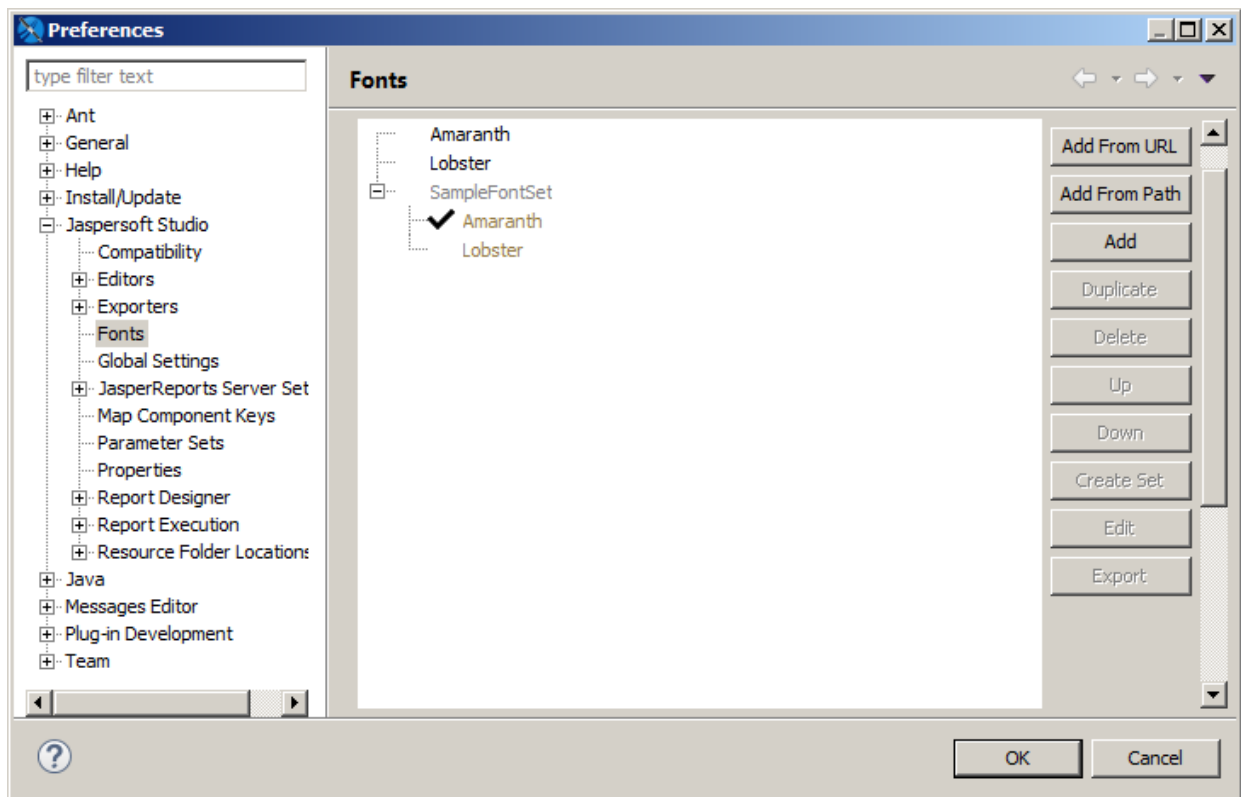 Preferences
type filter text
Fonts
Ant
General
Help
Install/Update
Jaspersoft Studio
Compatibility
Editors
Exporters
Fonts
Global Settings
JasperReports Server Set
Map Component Keys
Parameter Sets
Properties
Report Designer
Report Execution
Resource Folder Locations
Java
Messages Editor
Plug-in Development
Team
Amaranth
Lobster
SampleFontSet
Amaranth
Lobster
Add From URL
Add From Path
Add
Duplicate
Delete
Up
Down
Create Set
Edit
Export
?
OK
Cancel